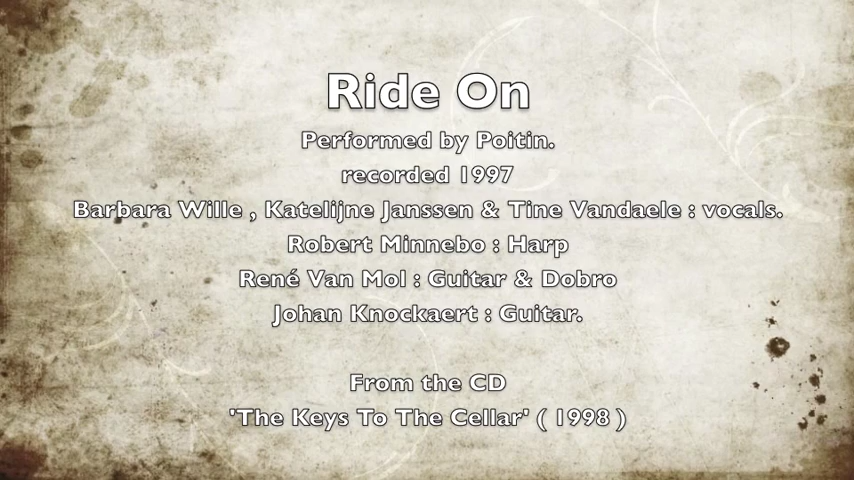 Ride On
Performed by Poitin.
recorded 1997
Barbara Wille , Katelijne Janssen & Tine Vandaele : vocals.
Robert Minnebo : Harp
René Van Mol : Guitar & Dobro
Johan Knockaert : Guitar.
From the CD
'The Keys To The Cellar' ( 1998 )